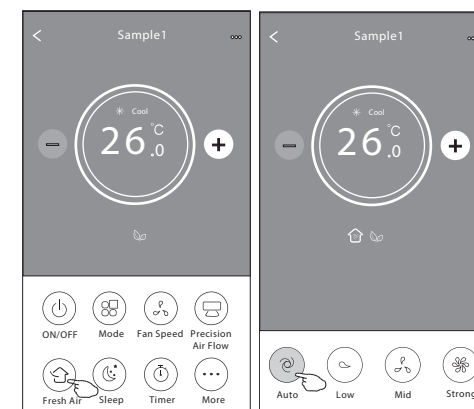 Sample1
Cool
26.0 °C
ON/OFF
Mode
Fan Speed
Precision
Air Flow
Fresh Air
Sleep
Timer
More
Sample1
Cool
26.0 °C
Auto
Low
Mid
Strong